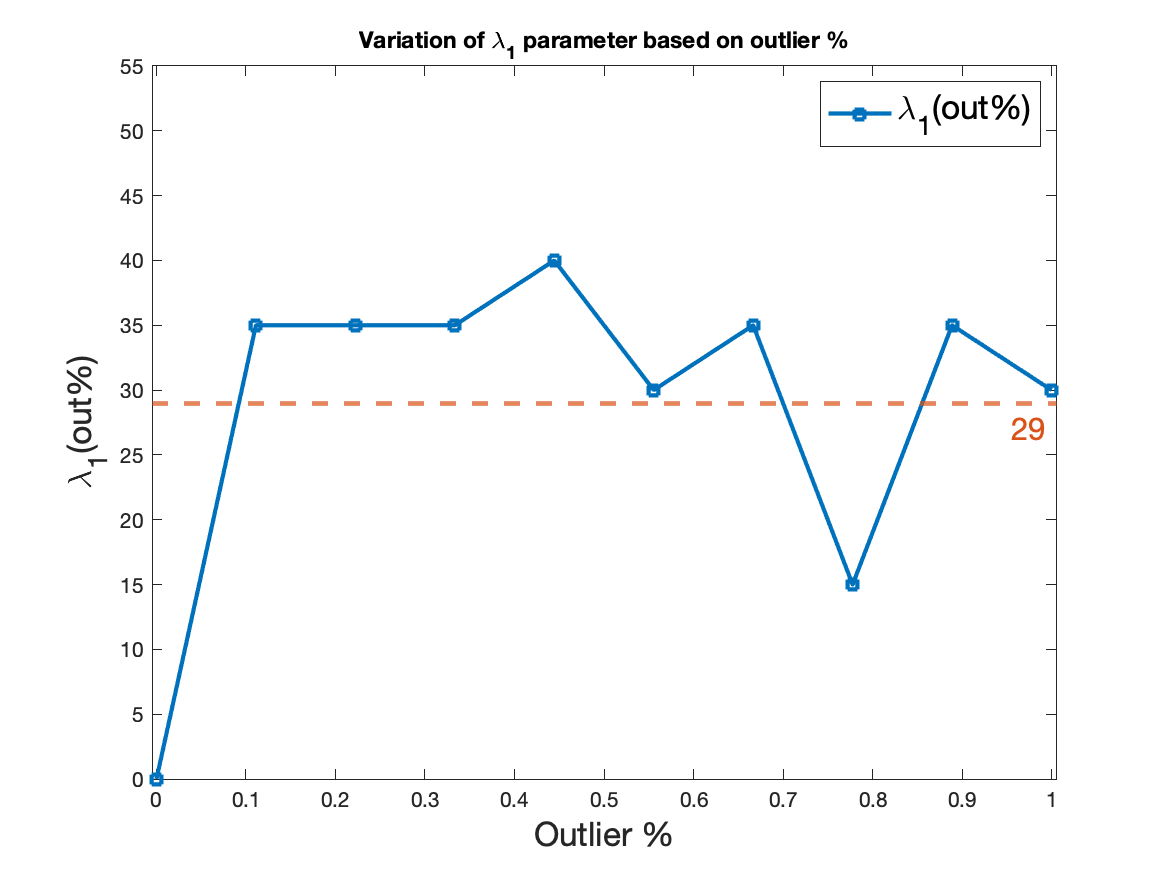 Variation of λ₁ parameter based on outlier %
λ₁(out%)
55
50
45
40
35
30
25
20
15
10
5
0
λ₁(out%)
29
0 0.1 0.2 0.3 0.4 0.5 0.6 0.7 0.8 0.9 1
Outlier %